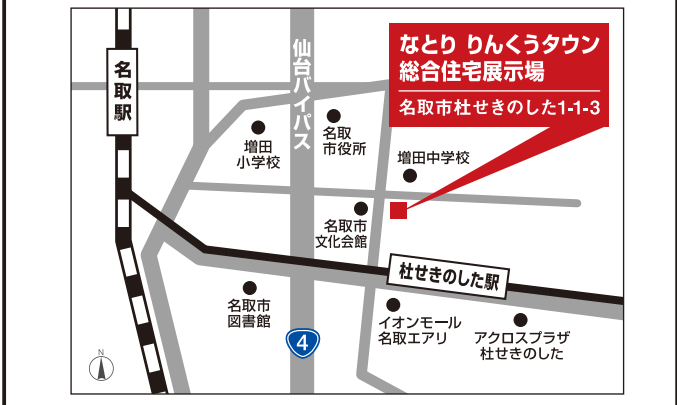 なとり りんくうタウン
総合住宅展示場
名取市杜せきのした1-1-3
名取駅
仙台バイパス
増田
小学校
名取
市役所
増田中学校
名取市
文化会館
杜せきのした駅
名取市
図書館
4
イオンモール
名取エアリ
アクロスプラザ
杜せきのした
N